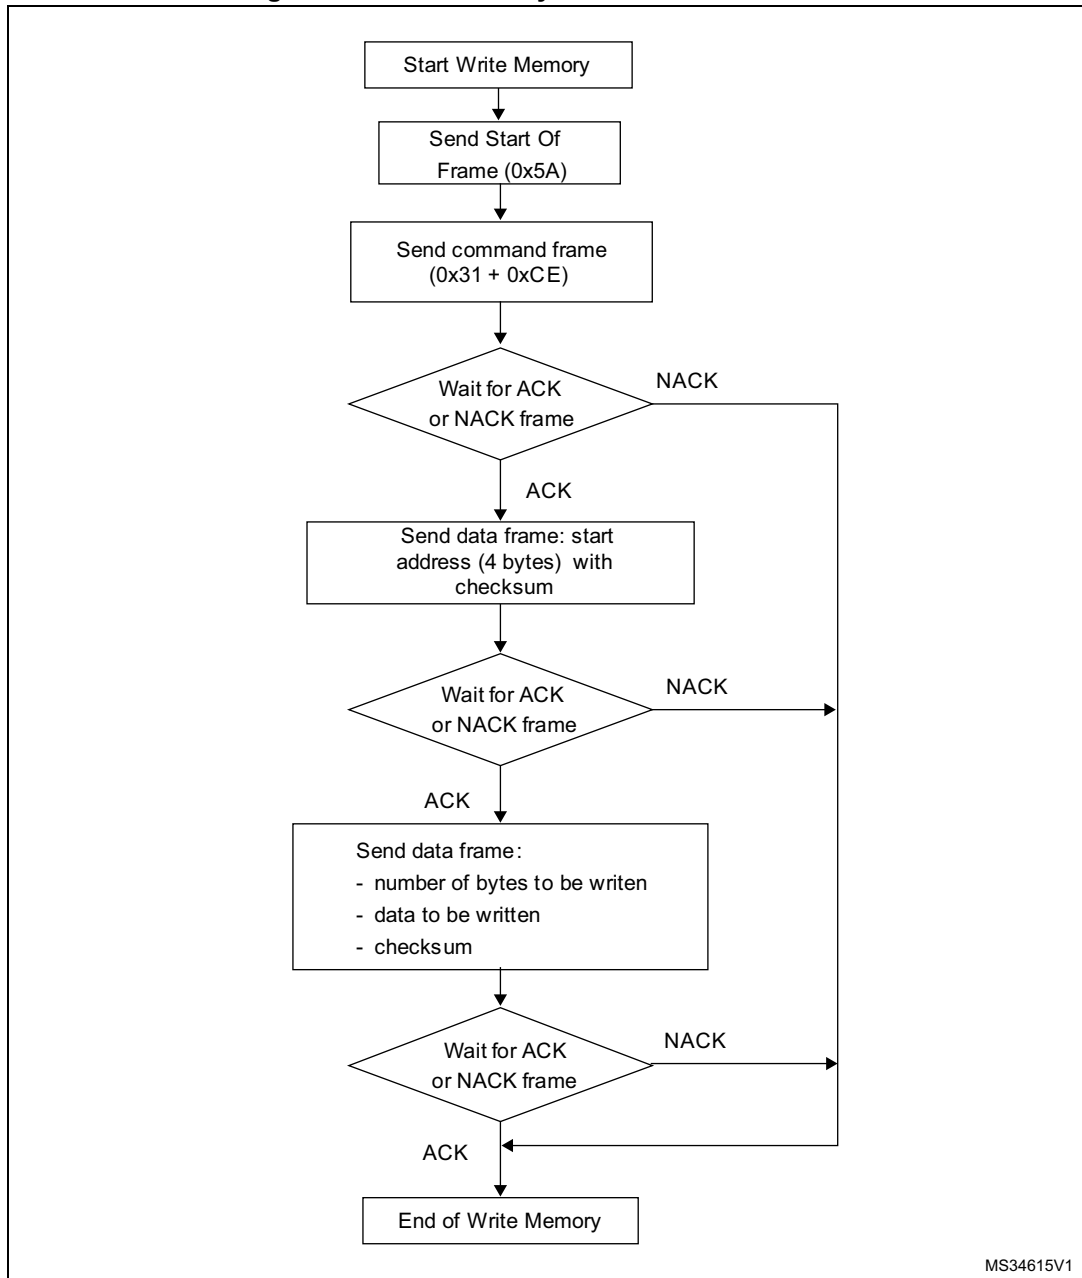 Start Write Memory
Send Start Of
Frame (0x5A)
Send command frame
(0x31 + 0xCE)
Wait for ACK
or NACK frame
NACK
ACK
Send data frame: start
address (4 bytes) with
checksum
Wait for ACK
or NACK frame
NACK
ACK
Send data frame:
- number of bytes to be writen
- data to be written
- checksum
Wait for ACK
or NACK frame
NACK
ACK
End of Write Memory
MS34615V1